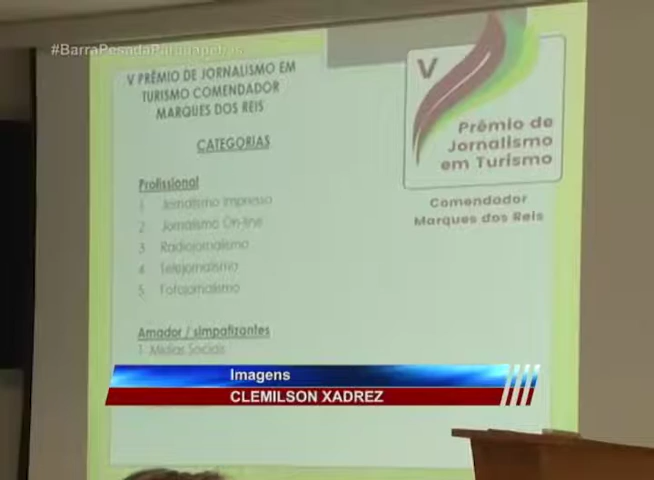 #BarraPesadaParauapebas
V PRÊMIO DE JORNALISMO EM
TURISMO COMENDADOR
MARQUES DOS REIS
CATEGORIAS
Profissional
1 Jornalismo Impresso
2 Jornalismo On-line
3 Radiojornalismo
4 Telejornalismo
5 Fotojornalismo
Amador / simpatizantes
1 Mídias Sociais
V
Prêmio de
Jornalismo
em Turismo
Comendador
Marques dos Reis
Imagens
CLEMILSON XADREZ